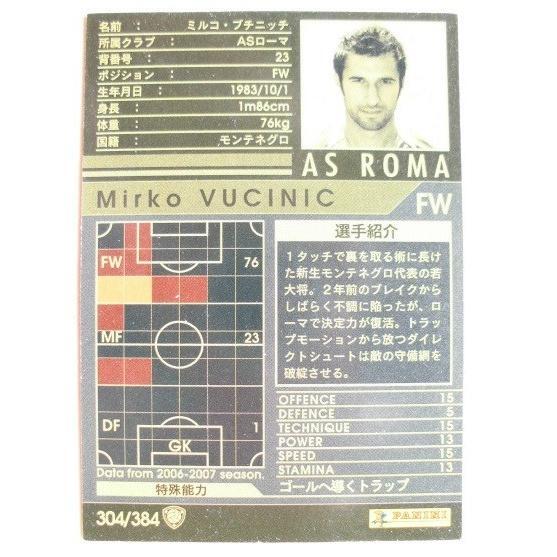 名前 : ミルコ・ブチニッチ
所属クラブ : ASローマ
背番号 : 23
ポジション : FW
生年月日 : 1983/10/1
身長 : 1m86cm
体重 : 76kg
国籍 : モンテネグロ
AS ROMA
Mirko VUCINIC
FW
FW 76
MF 23
DF 1
GK
Data from 2006-2007 season.
選手紹介
1タッチで裏を取る術に長け
た新生モンテネグロ代表の若
大将。2年前のブレイクから
しばらく不調に陥ったが、ロ
ーマで決定力が復活。トラッ
プモーションから放つダイレ
クトシュートは敵の守備網を
破綻させる。
OFFENCE 15
DEFENCE 5
TECHNIQUE 15
POWER 13
SPEED 15
STAMINA 13
特殊能力
ゴールへ導くトラップ
304/384
PANINI